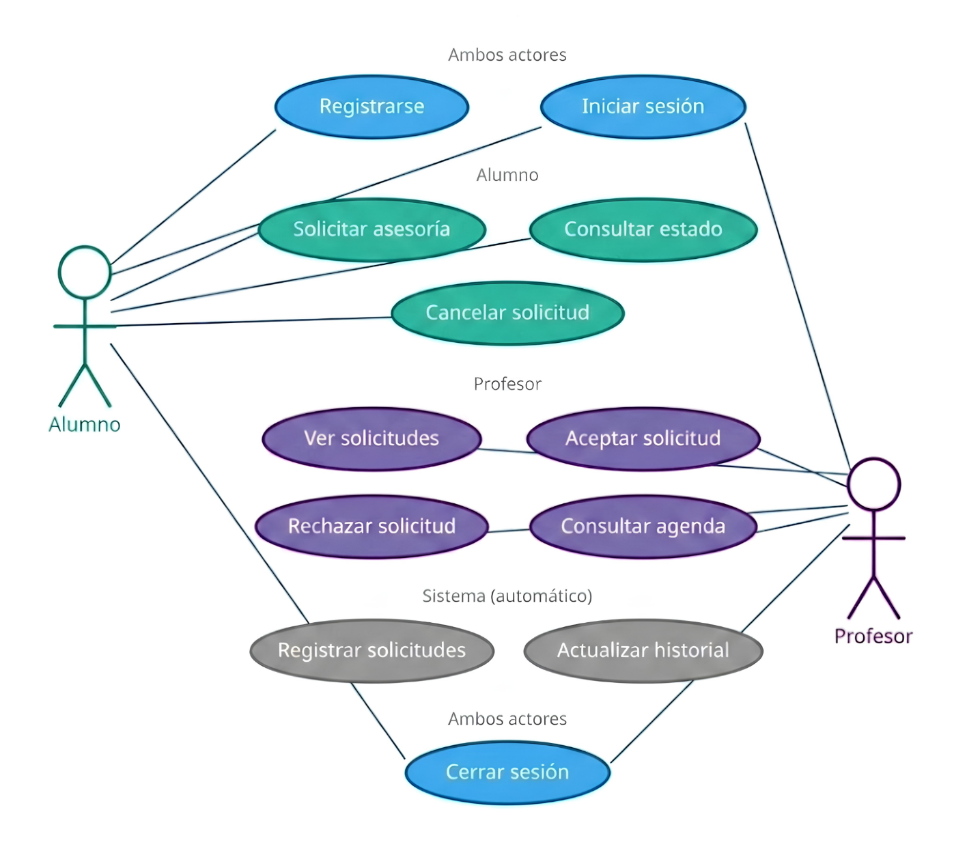 Ambos actores
Registrarse
Iniciar sesión
Alumno
Solicitar asesoría
Consultar estado
Cancelar solicitud
Alumno
Profesor
Ver solicitudes
Aceptar solicitud
Rechazar solicitud
Consultar agenda
Sistema (automático)
Profesor
Registrar solicitudes
Actualizar historial
Ambos actores
Cerrar sesión